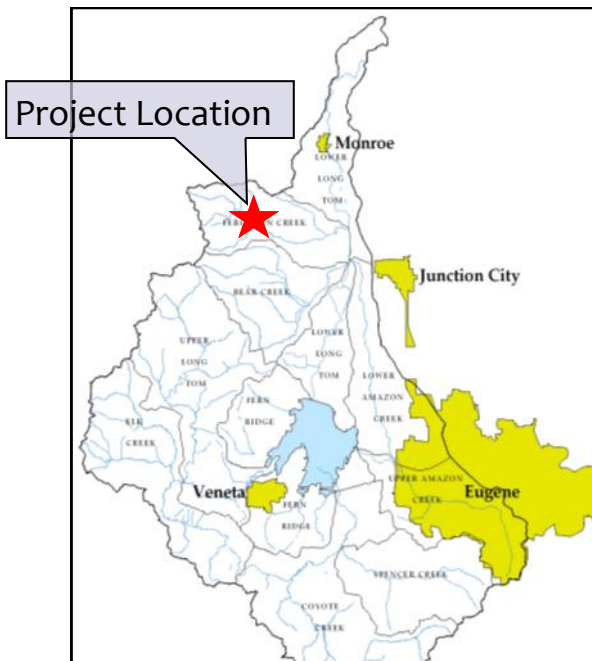 Project Location
Monroe
LOWER
LONG
TOM
CREEK
Junction City
BEAR CREEK
UPPER
LONG
TOM
LOWER
LONG
TOM
LOWER
AMAZON
CREEK
FERN
RIDGE
ELK
CREEK
Veneta
FERN
RIDGE
UPPER AMAZON
CREEK
Eugene
SPENCER CREEK
COYOTE
CREEK